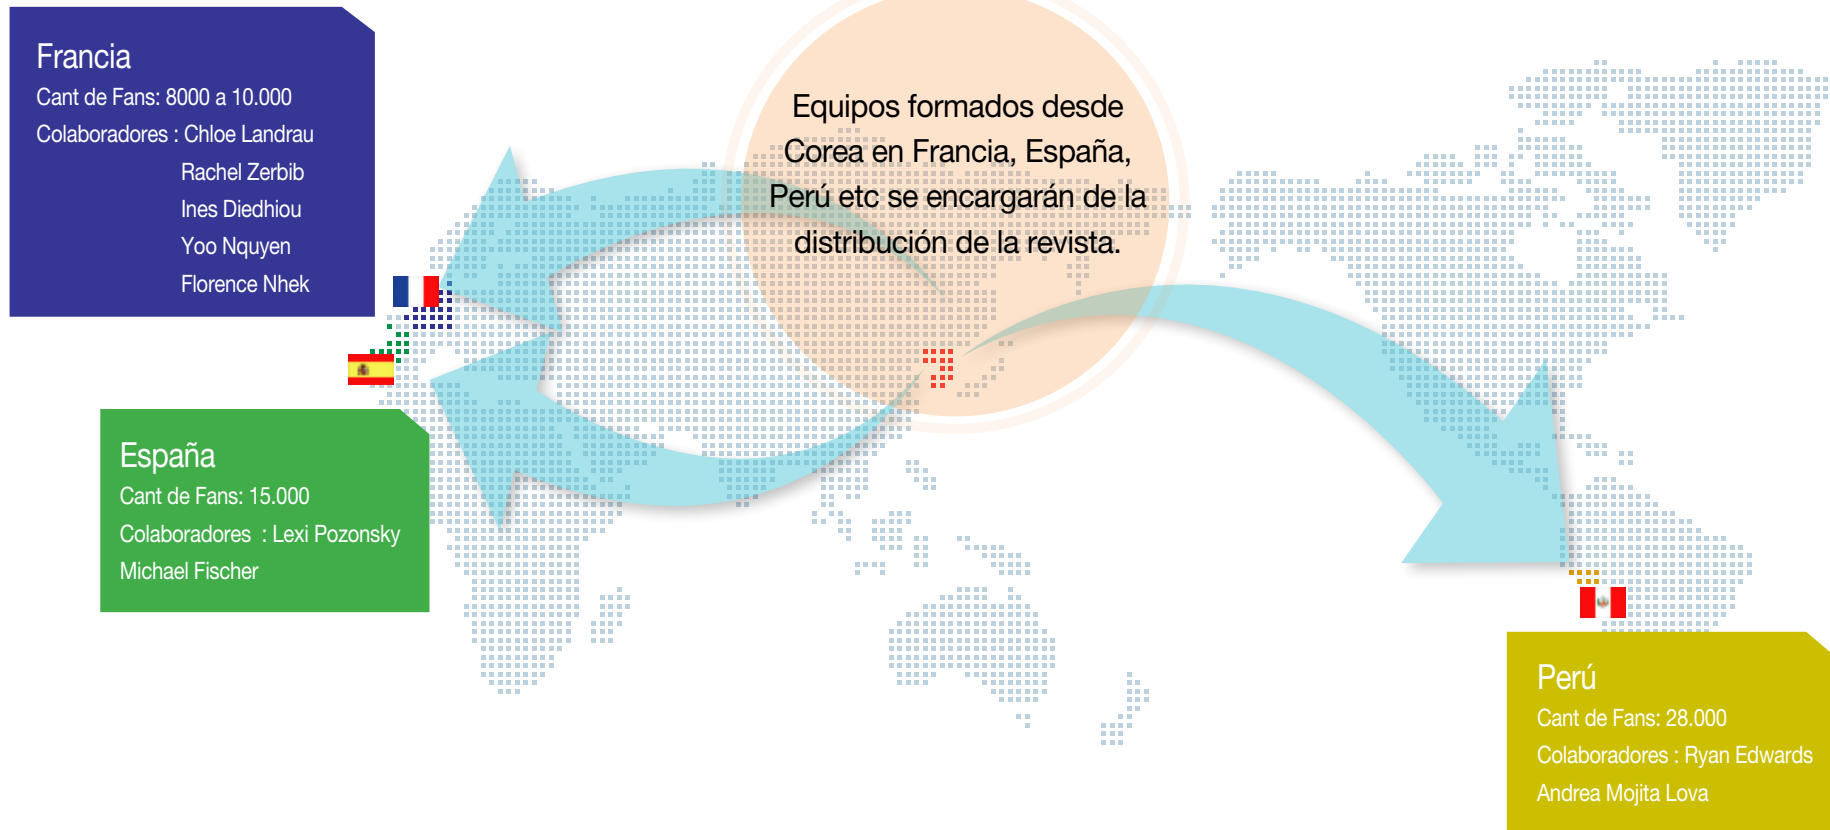 Francia
Cant de Fans: 8000 a 10.000
Colaboradores : Chloe Landrau
Rachel Zerbib
Ines Diedhiou
Yoo Nquyen
Florence Nhek
Equipos formados desde
Corea en Francia, España,
Perú etc se encargarán de la
distribución de la revista.
España
Cant de Fans: 15.000
Colaboradores : Lexi Pozonsky
Michael Fischer
Perú
Cant de Fans: 28.000
Colaboradores : Ryan Edwards
Andrea Mojita Lova